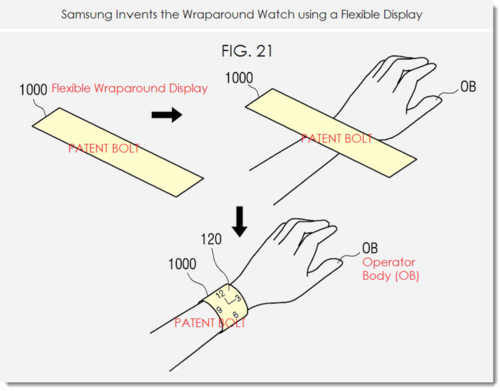 Samsung Invents the Wraparound Watch using a Flexible Display
FIG. 21
1000
Flexible Wraparound Display
PATENT BOLT
1000
OB
PATENT BOLT
120
1000
12
3
9
6
OB
Operator
Body (OB)
PATENT BOLT